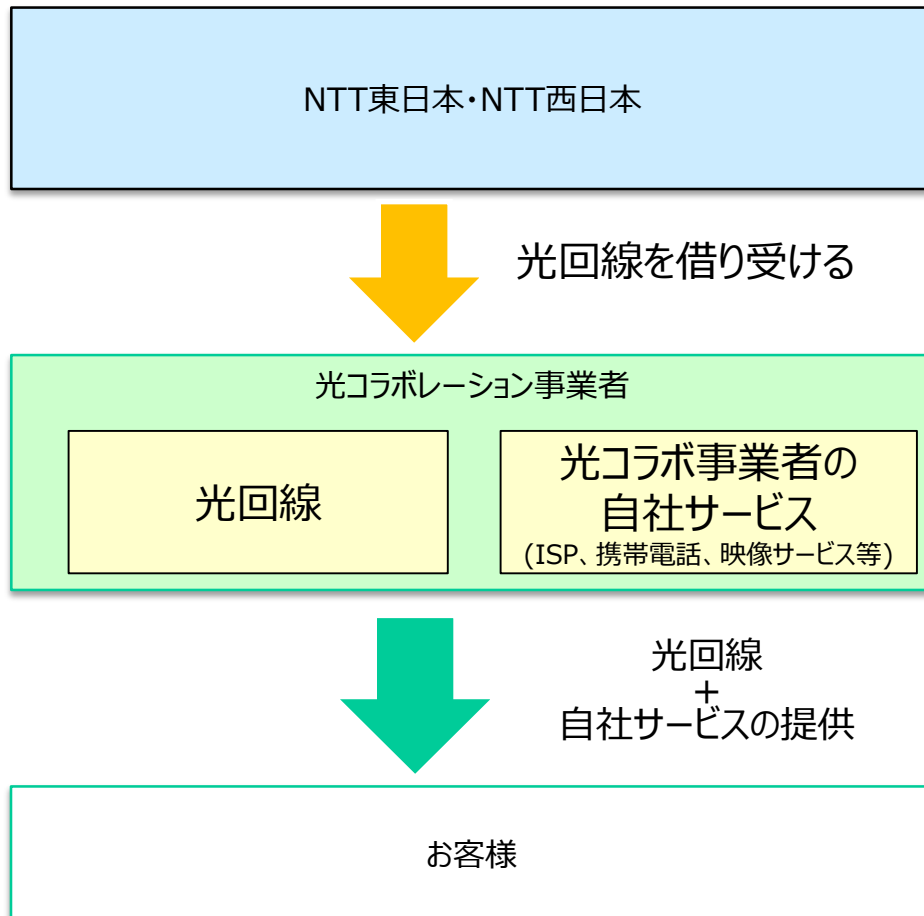 NTT東日本・NTT西日本
光回線を借り受ける
光コラボレーション事業者
光回線
光コラボ事業者の
自社サービス
(ISP、携帯電話、映像サービス等)
光回線
+
自社サービスの提供
お客様